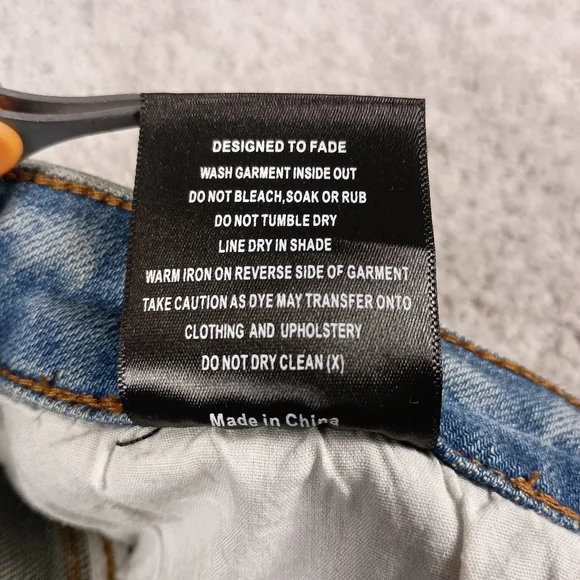 DESIGNED TO FADE
WASH GARMENT INSIDE OUT
DO NOT BLEACH,SOAK OR RUB
DO NOT TUMBLE DRY
LINE DRY IN SHADE
WARM IRON ON REVERSE SIDE OF GARMENT
TAKE CAUTION AS DYE MAY TRANSFER ONTO
CLOTHING AND UPHOLSTERY
DO NOT DRY CLEAN (X)
Made in China